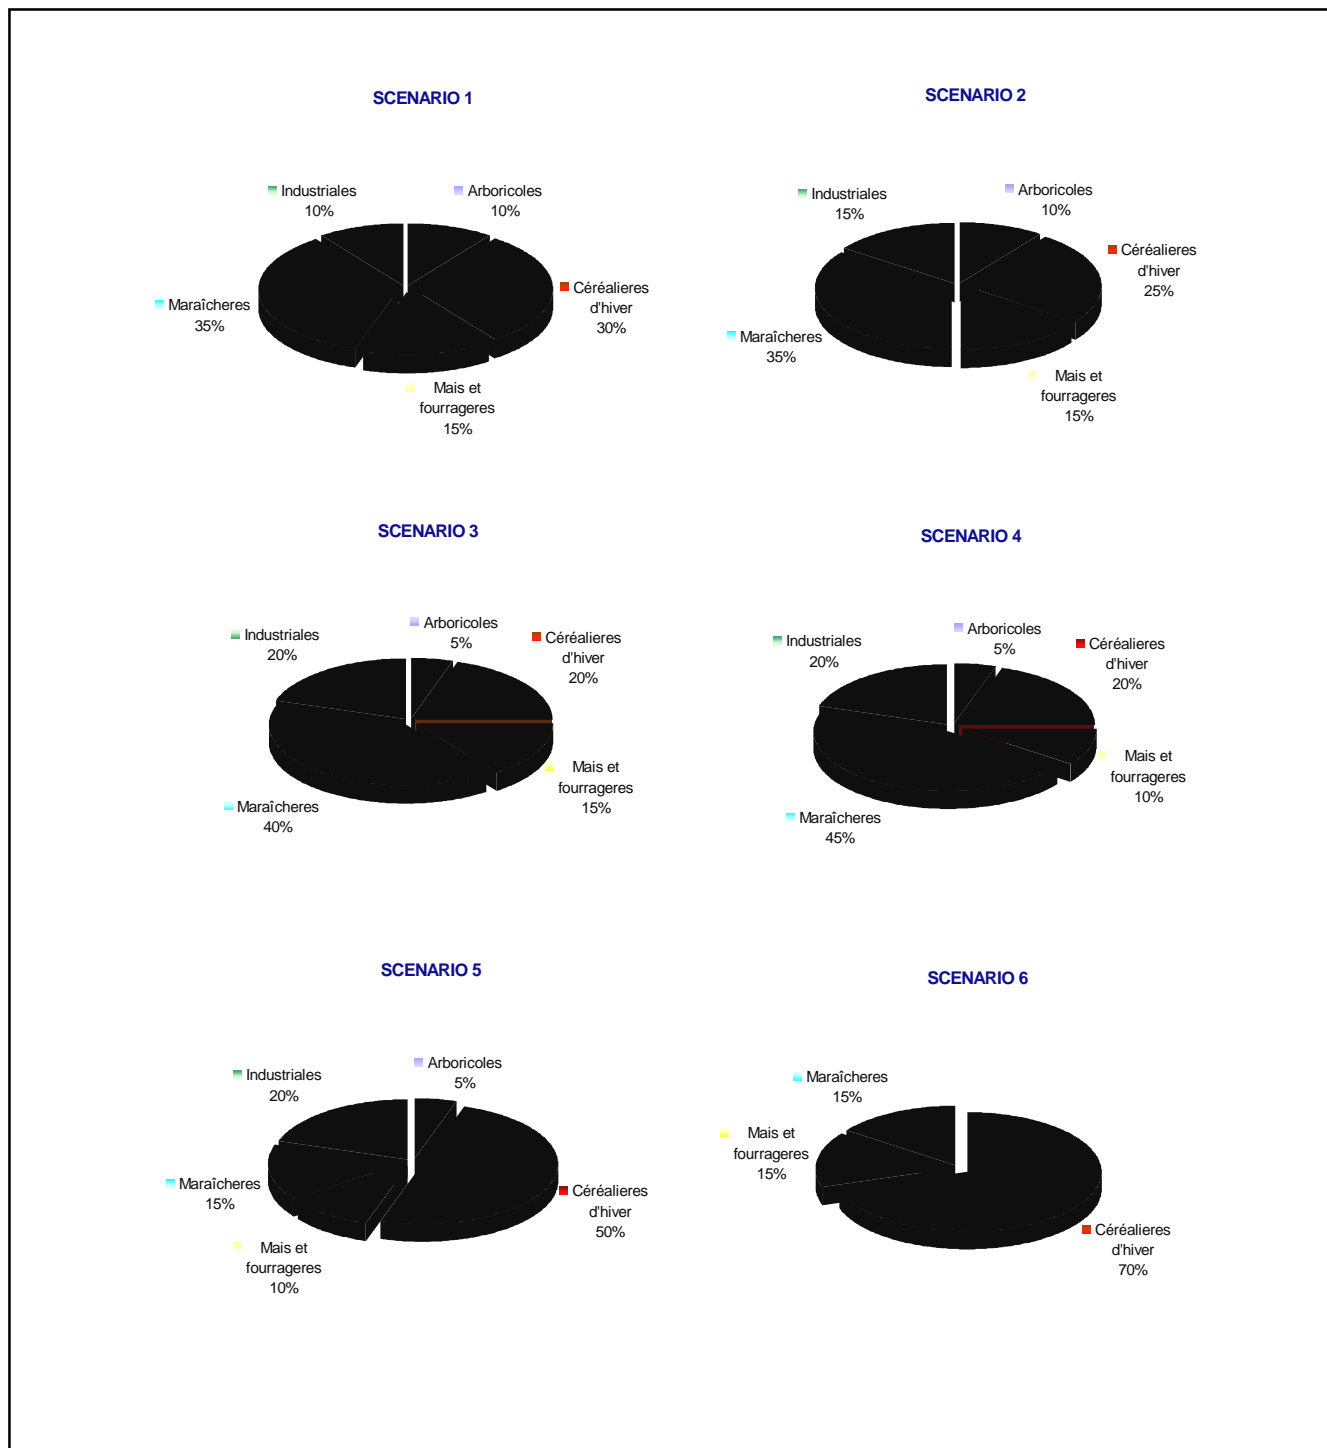 SCENARIO 1
Industriales
10%
Arboricoles
10%
Céréalieres
d'hiver
30%
Maraîcheres
35%
Mais et
fourrageres
15%
SCENARIO 2
Industriales
15%
Arboricoles
10%
Céréalieres
d'hiver
25%
Maraîcheres
35%
Mais et
fourrageres
15%
SCENARIO 3
Industriales
20%
Arboricoles
5%
Céréalieres
d'hiver
20%
Mais et
fourrageres
15%
Maraîcheres
40%
SCENARIO 4
Industriales
20%
Arboricoles
5%
Céréalieres
d'hiver
20%
Mais et
fourrageres
10%
Maraîcheres
45%
SCENARIO 5
Industriales
20%
Arboricoles
5%
Maraîcheres
15%
Céréalieres
d'hiver
50%
Mais et
fourrageres
10%
SCENARIO 6
Maraîcheres
15%
Mais et
fourrageres
15%
Céréalieres
d'hiver
70%